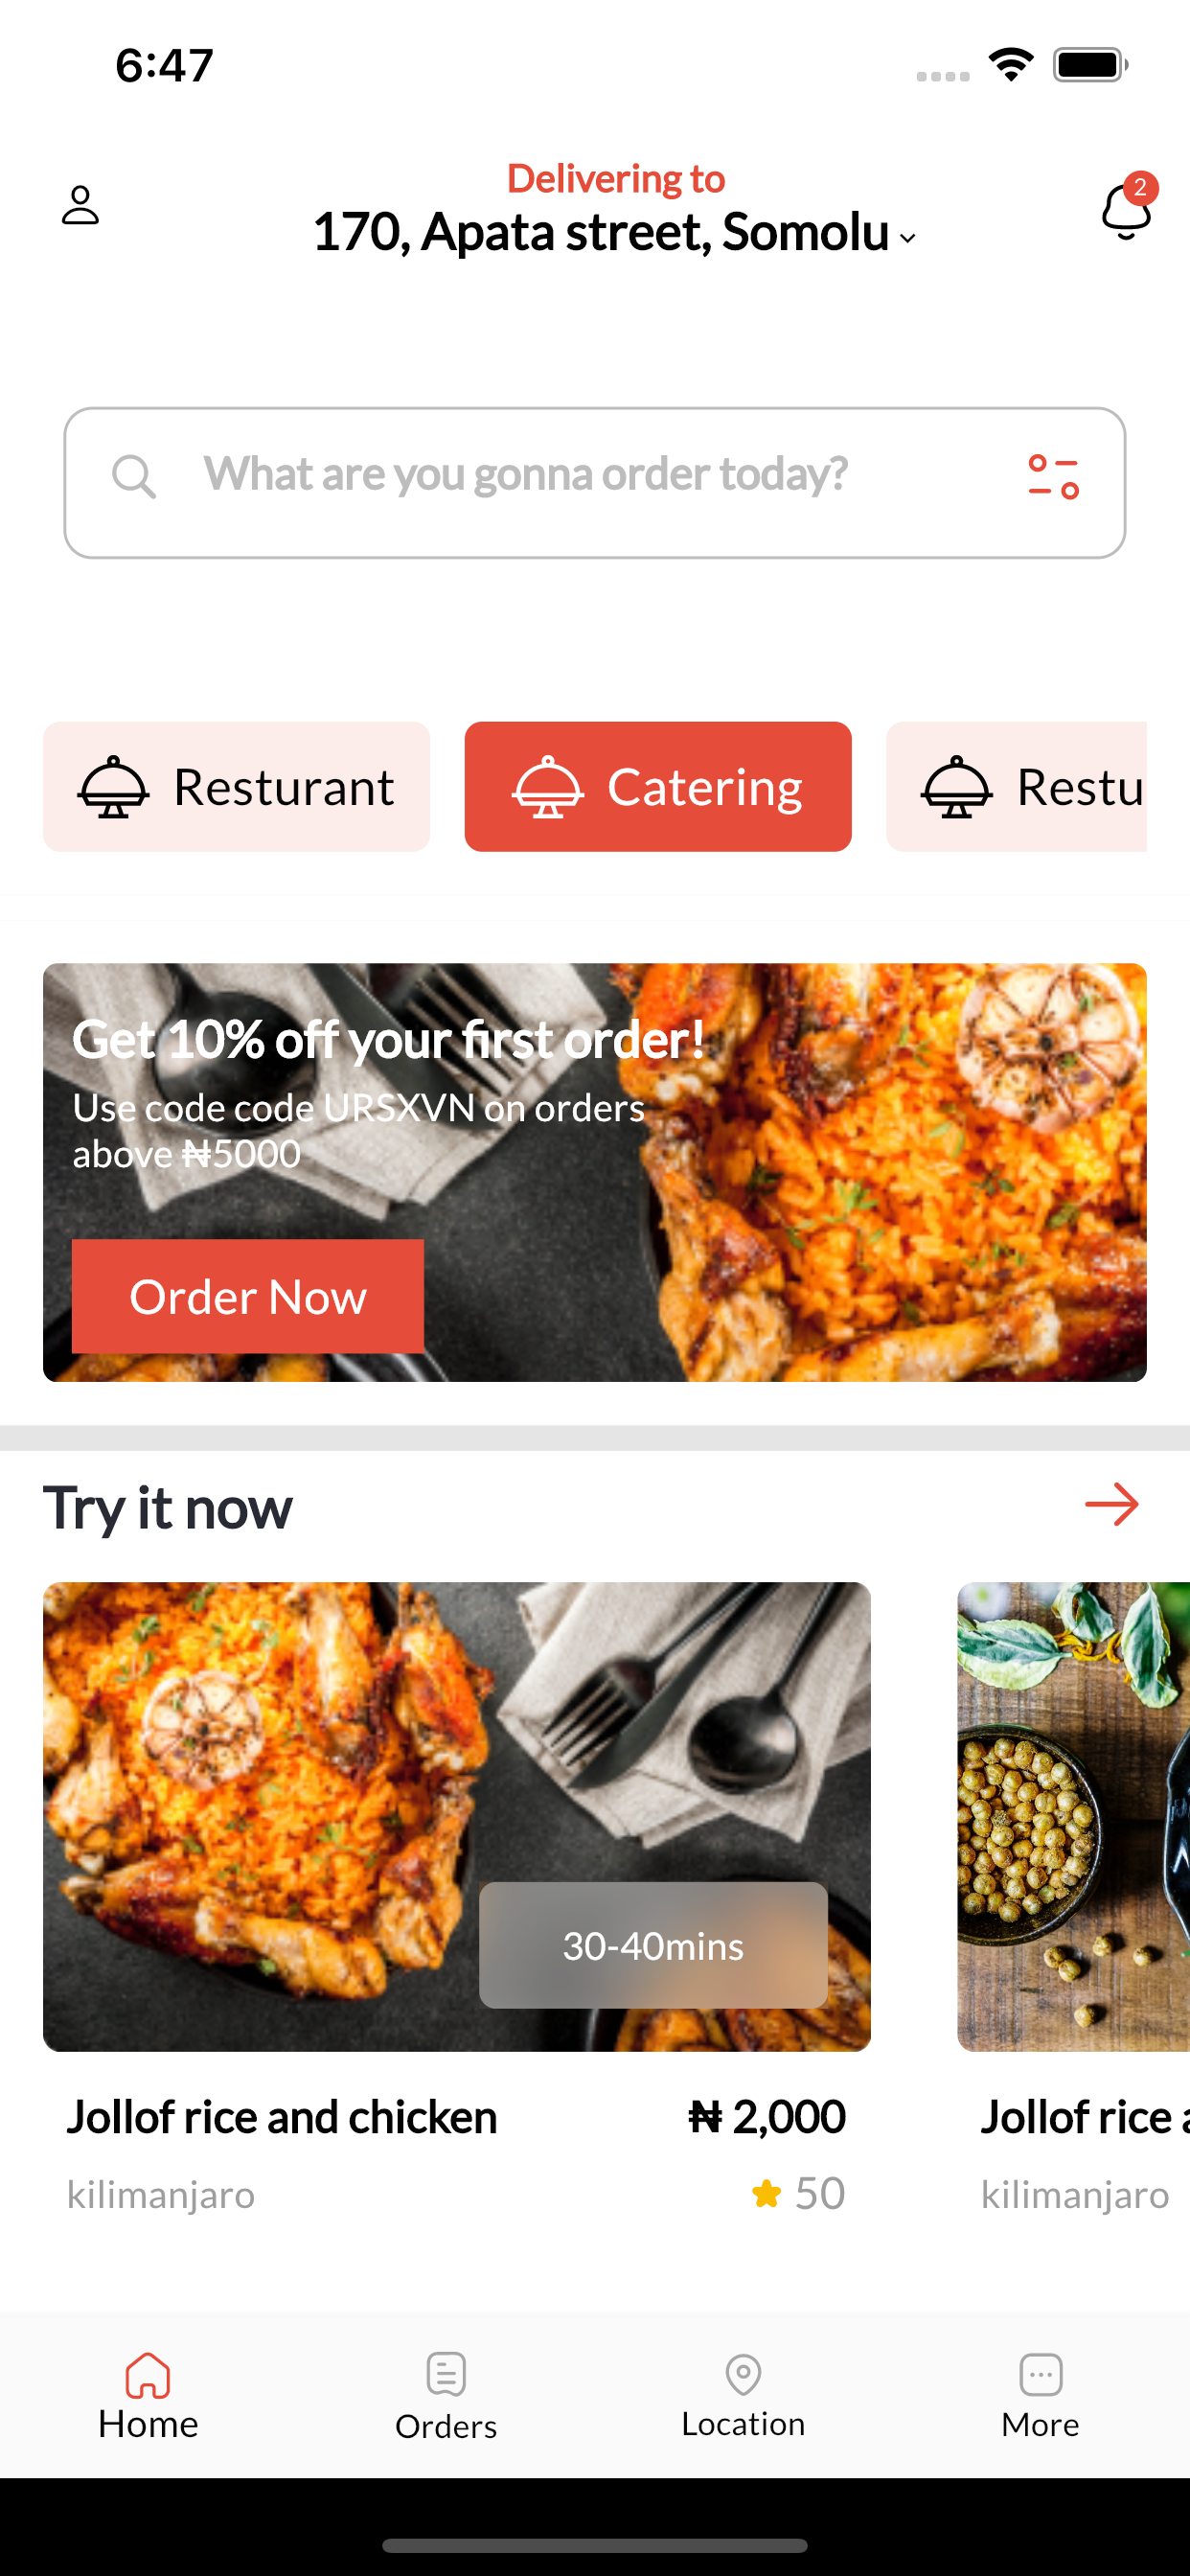 6:47
Delivering to
170, Apata street, Somolu
2
What are you gonna order today?
Resturant
Catering
Restu
Get 10% off your first order!
Use code code URSXVN on orders
above ₦5000
Order Now
Try it now
30-40mins
Jollof rice and chicken
₦ 2,000
kilimanjaro
50
Jollof rice a
kilimanjaro
Home
Orders
Location
More